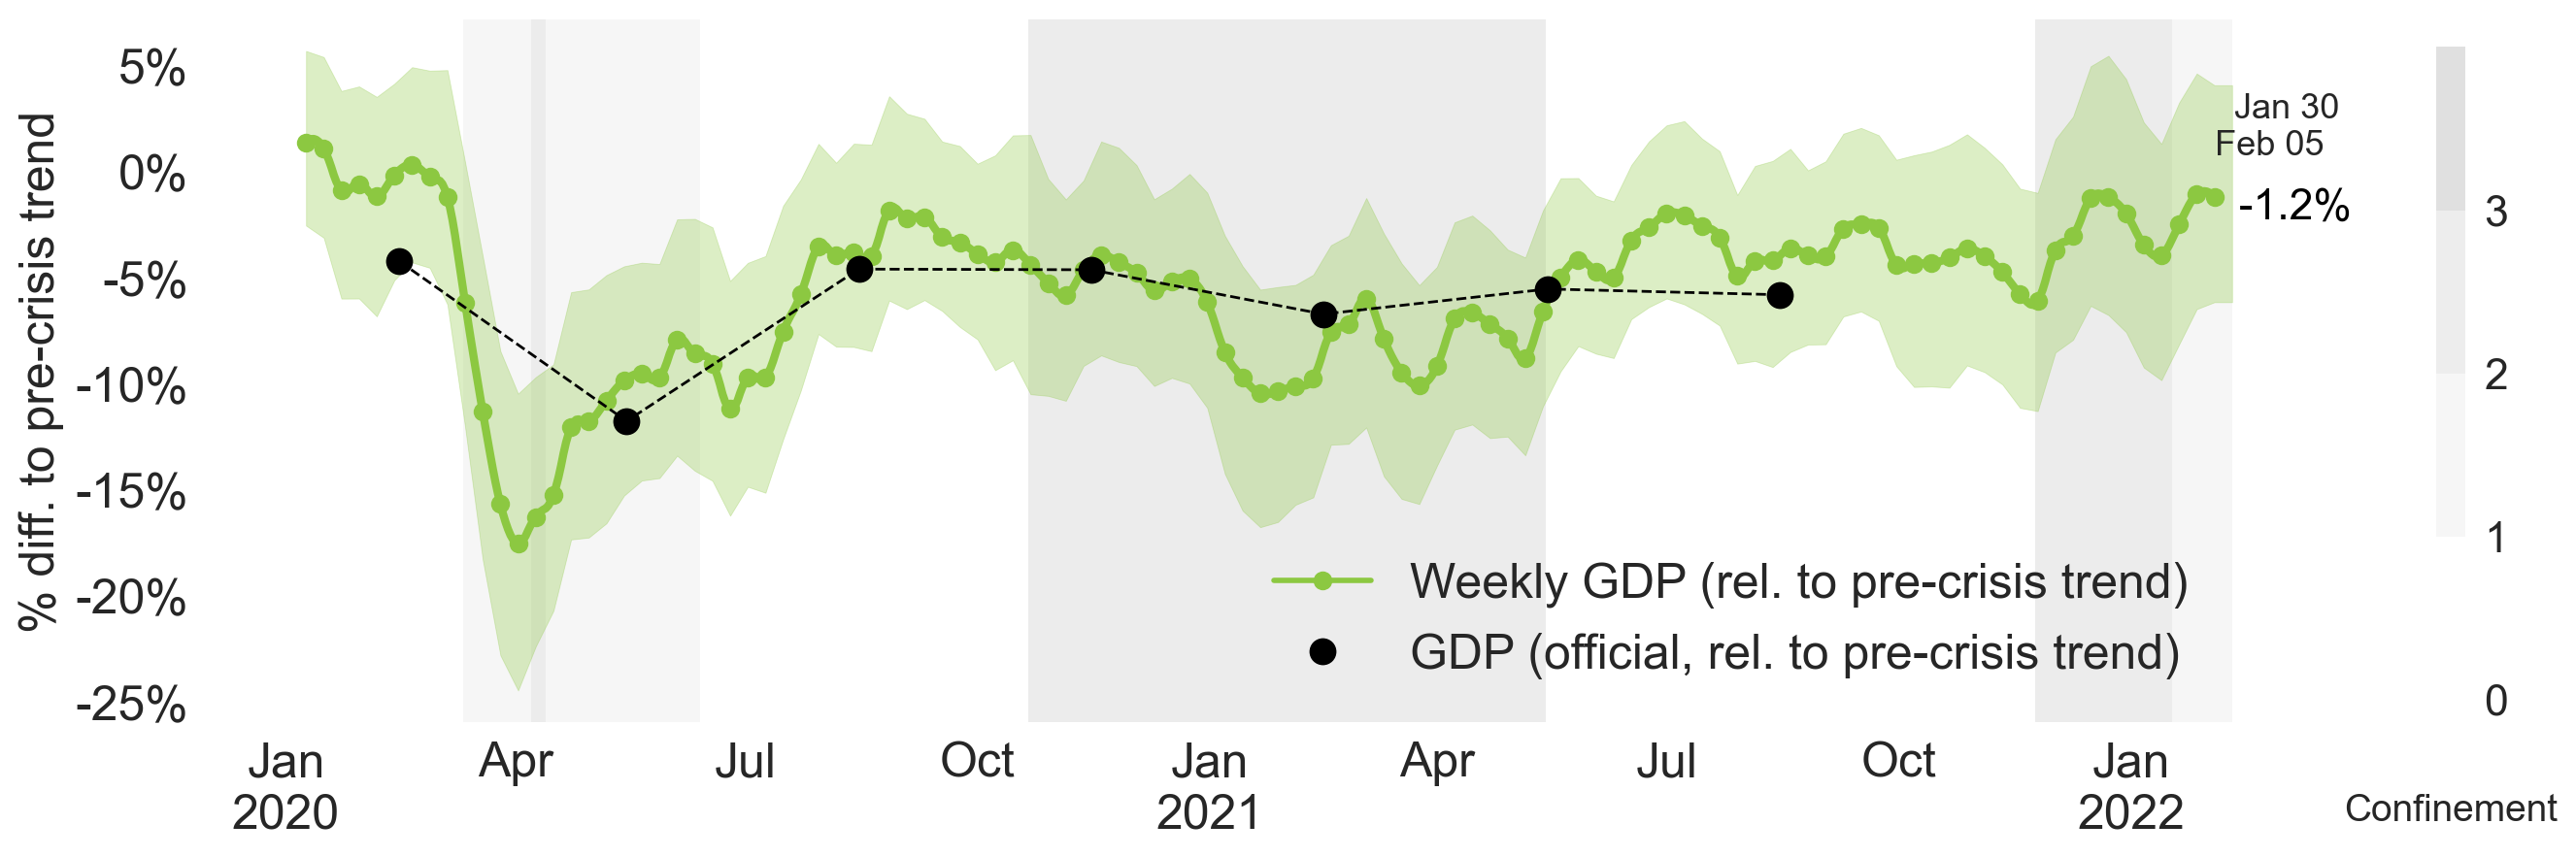 % diff. to pre-crisis trend
5%
0%
-5%
-10%
-15%
-20%
-25%
Jan 30
Feb 05
-1.2%
Weekly GDP (rel. to pre-crisis trend)
GDP (official, rel. to pre-crisis trend)
Jan
2020
Apr
Jul
Oct
Jan
2021
Apr
Jul
Oct
Jan
2022
3
2
1
0
Confinement